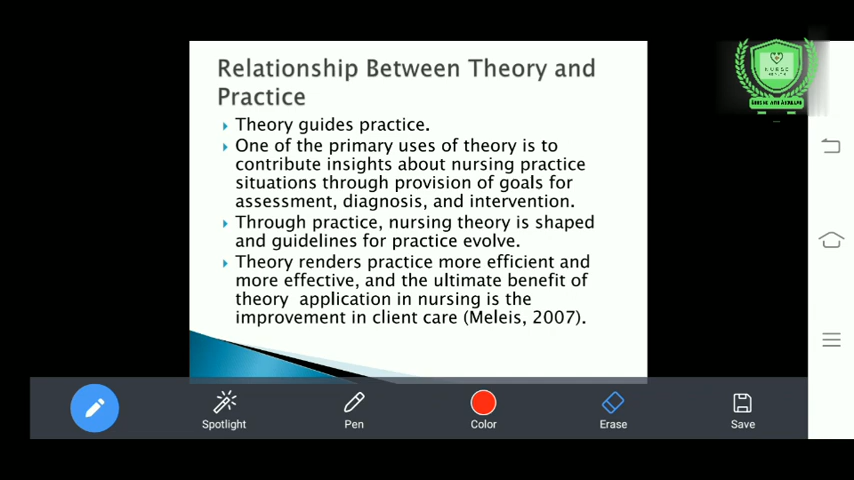 Relationship Between Theory and
Practice
Theory guides practice.
One of the primary uses of theory is to
contribute insights about nursing practice
situations through provision of goals for
assessment, diagnosis, and intervention.
Through practice, nursing theory is shaped
and guidelines for practice evolve.
Theory renders practice more efficient and
more effective, and the ultimate benefit of
theory application in nursing is the
improvement in client care (Meleis, 2007).
NURSE
Spotlight
Pen
Color
Erase
Save